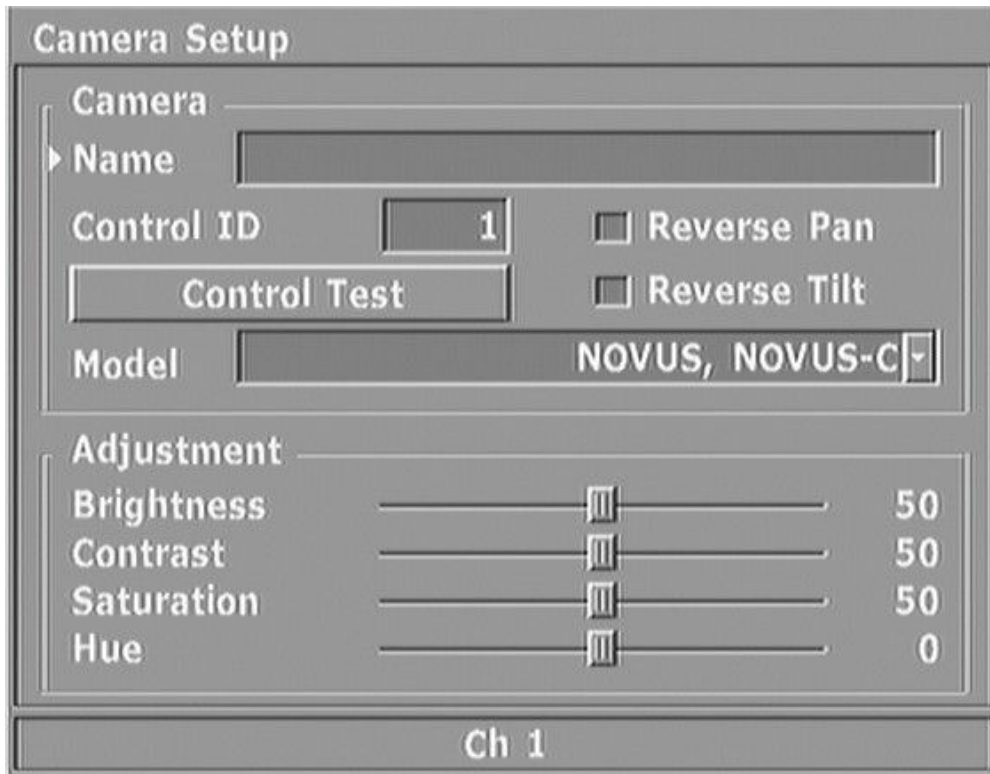 Camera Setup
Camera
Name
Control ID 1 Reverse Pan
Control Test Reverse Tilt
Model NOVUS, NOVUS-C
Adjustment
Brightness 50
Contrast 50
Saturation 50
Hue 0
Ch 1